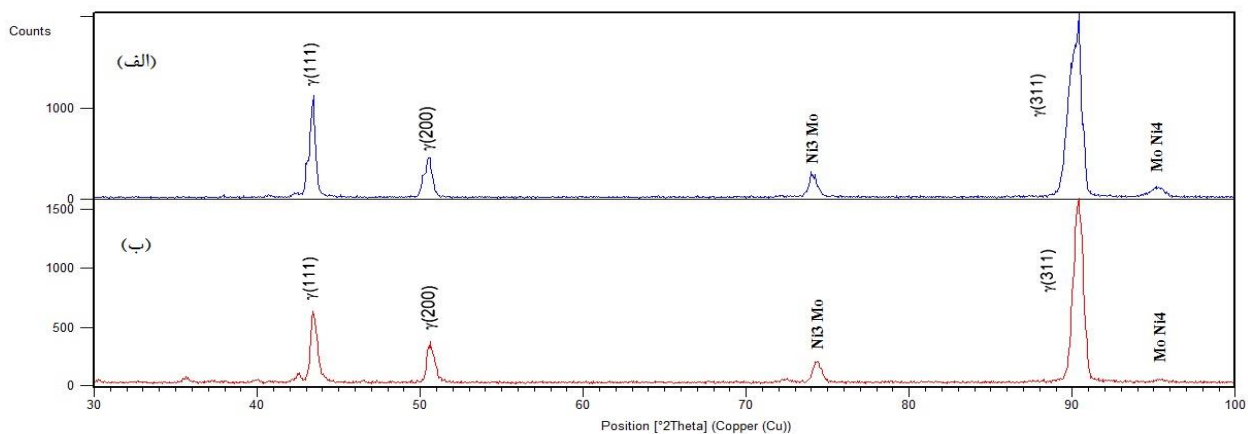 Counts
(الف)
γ(111)
γ(200)
Ni3 Mo
γ(311)
Mo Ni4
1000
0
(ب)
γ(111)
γ(200)
Ni3 Mo
γ(311)
Mo Ni4
1500
1000
500
0
30 40 50 60 70 80 90 100
Position [°2Theta] (Copper (Cu))